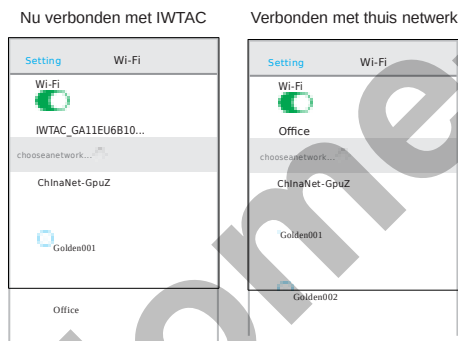 Nu verbonden met IWTAC
Setting Wi-Fi
Wi-Fi
IWTAC_GA11EU6B10...
chooseanetwork...
ChInaNet-GpuZ
Golden001
Office
Verbonden met thuis netwerk
Setting Wi-Fi
Wi-Fi
Office
chooseanetwork...
ChInaNet-GpuZ
Golden001
Golden002